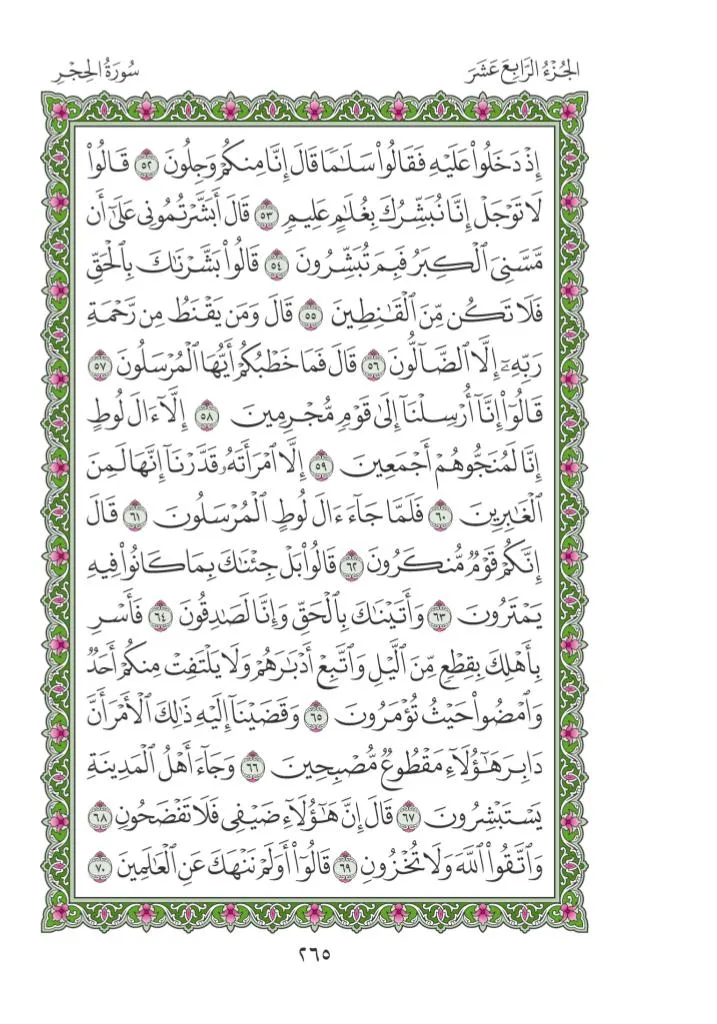 الجُزْءُ الرَّابِعَ عَشَرَ
سُورَةُ الحِجْرِ
إِذْ دَخَلُوا۟ عَلَيْهِ فَقَالُوا۟ سَلَـٰمًا قَالَ إِنَّا مِنكُمْ وَجِلُونَ ٥٢ قَالُوا۟
لَا تَوْجَلْ إِنَّا نُبَشِّرُكَ بِغُلَـٰمٍ عَلِيمٍ ٥٣ قَالَ أَبَشَّرْتُمُونِى عَلَىٰٓ أَن
مَّسَّنِىَ ٱلْكِبَرُ فَبِمَ تُبَشِّرُونَ ٥٤ قَالُوا۟ بَشَّرْنَـٰكَ بِٱلْحَقِّ
فَلَا تَكُن مِّنَ ٱلْقَـٰنِطِينَ ٥٥ قَالَ وَمَن يَقْنَطُ مِن رَّحْمَةِ
رَبِّهِۦٓ إِلَّا ٱلضَّآلُّونَ ٥٦ قَالَ فَمَا خَطْبُكُمْ أَيُّهَا ٱلْمُرْسَلُونَ ٥٧
قَالُوٓا۟ إِنَّآ أُرْسِلْنَآ إِلَىٰ قَوْمٍ مُّجْرِمِينَ ٥٨ إِلَّآ ءَالَ لُوطٍ
إِنَّا لَمُنَجُّوهُمْ أَجْمَعِينَ ٥٩ إِلَّا ٱمْرَأَتَهُۥ قَدَّرْنَآ إِنَّهَا لَمِنَ
ٱلْغَـٰبِرِينَ ٦٠ فَلَمَّا جَآءَ ءَالَ لُوطٍ ٱلْمُرْسَلُونَ ٦١ قَالَ
إِنَّكُمْ قَوْمٌ مُّنكَرُونَ ٦٢ قَالُوا۟ بَلْ جِئْنَـٰكَ بِمَا كَانُوا۟ فِيهِ
يَمْتَرُونَ ٦٣ وَأَتَيْنَـٰكَ بِٱلْحَقِّ وَإِنَّا لَصَـٰدِقُونَ ٦٤ فَأَسْرِ
بِأَهْلِكَ بِقِطْعٍ مِّنَ ٱلَّيْلِ وَٱتَّبِعْ أَدْبَـٰرَهُمْ وَلَا يَلْتَفِتْ مِنكُمْ أَحَدٌ
وَٱمْضُوا۟ حَيْثُ تُؤْمَرُونَ ٦٥ وَقَضَيْنَآ إِلَيْهِ ذَٰلِكَ ٱلْأَمْرَ أَنَّ
دَابِرَ هَـٰٓؤُلَآءِ مَقْطُوعٌ مُّصْبِحِينَ ٦٦ وَجَآءَ أَهْلُ ٱلْمَدِينَةِ
يَسْتَبْشِرُونَ ٦٧ قَالَ إِنَّ هَـٰٓؤُلَآءِ ضَيْفِى فَلَا تَفْضَحُونِ ٦٨
وَٱتَّقُوا۟ ٱللَّهَ وَلَا تُخْزُونِ ٦٩ قَالُوٓا۟ أَوَلَمْ نَنْهَكَ عَنِ ٱلْعَـٰلَمِينَ ٧٠
٢٦٥